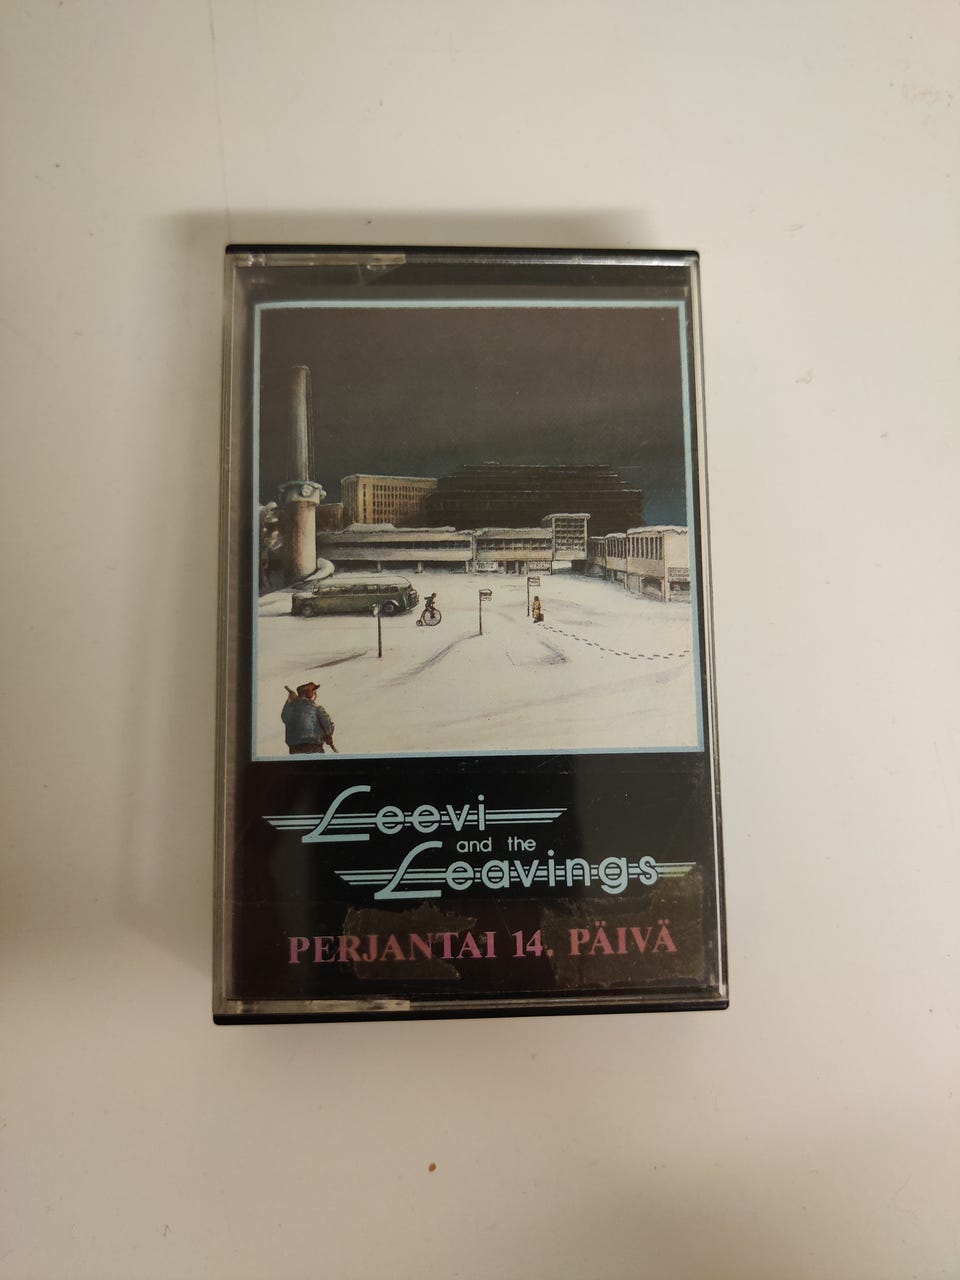 Leevi
and the
Leavings
PERJANTAI 14. PÄIVÄ